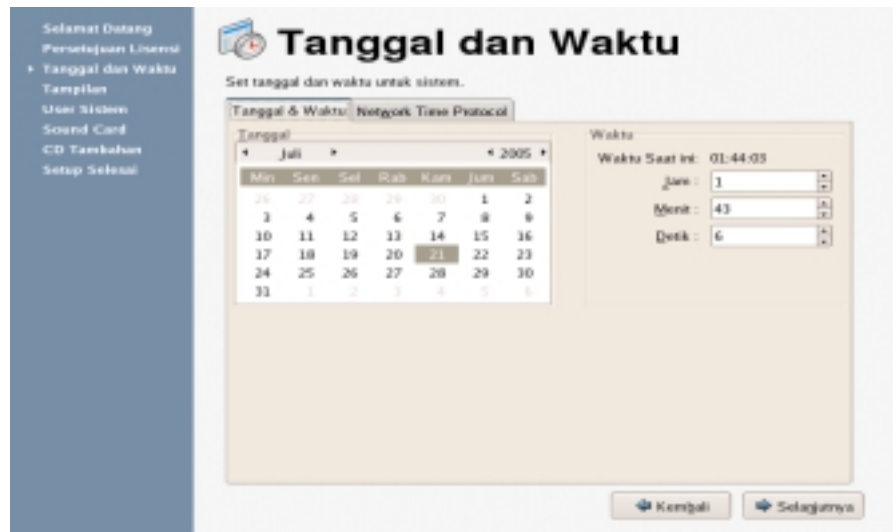 Selamat Datang
Persetujuan Lisensi
Tanggal dan Waktu
Tampilan
User Sistem
Sound Card
CD Tambahan
Setup Selesai
Tanggal dan Waktu
Set tanggal dan waktu untuk sistem.
Tanggal & Waktu Network Time Protocol
Tanggal
Juli 2005
Min Sen Sel Rab Kam Jum Sab
26 27 28 29 30 1 2
3 4 5 6 7 8 9
10 11 12 13 14 15 16
17 18 19 20 21 22 23
24 25 26 27 28 29 30
31 1 2 3 4 5 6
Waktu
Waktu Saat ini: 01:44:03
Jam : 1
Menit : 43
Detik : 6
Kembali
Selanjutnya